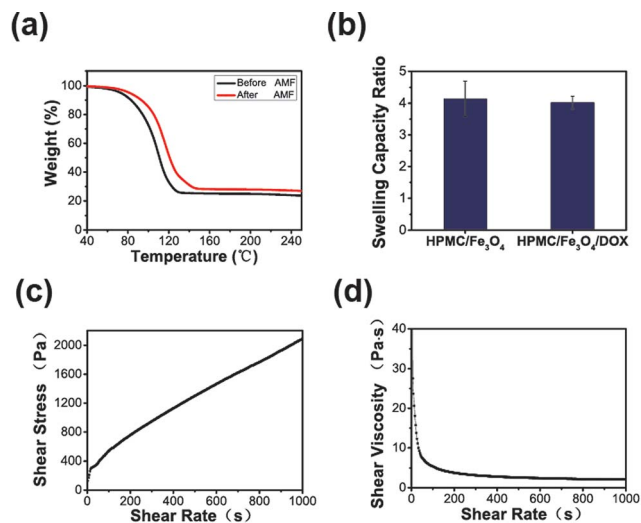 (a)
(b)
100
80
60
40
20
0
Before AMF
After AMF
Weight (%)
40
80
120
160
200
240
Temperature (℃)
5
4
3
2
1
0
Swelling Capacity Ratio
HPMC/Fe₃O₄
HPMC/Fe₃O₄/DOX
(c)
(d)
2000
1600
1200
800
400
0
Shear Stress （Pa）
0
200
400
600
800
1000
Shear Rate（s）
40
30
20
10
0
Shear Viscosity （Pa·s）
0
200
400
600
800
1000
Shear Rate（s）